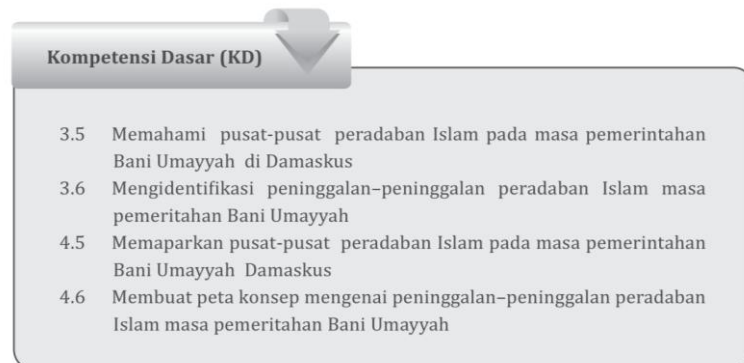 Kompetensi Dasar (KD)
3.5 Memahami pusat-pusat peradaban Islam pada masa pemerintahan
Bani Umayyah di Damaskus
3.6 Mengidentifikasi peninggalan–peninggalan peradaban Islam masa
pemeritahan Bani Umayyah
4.5 Memaparkan pusat-pusat peradaban Islam pada masa pemerintahan
Bani Umayyah Damaskus
4.6 Membuat peta konsep mengenai peninggalan–peninggalan peradaban
Islam masa pemeritahan Bani Umayyah